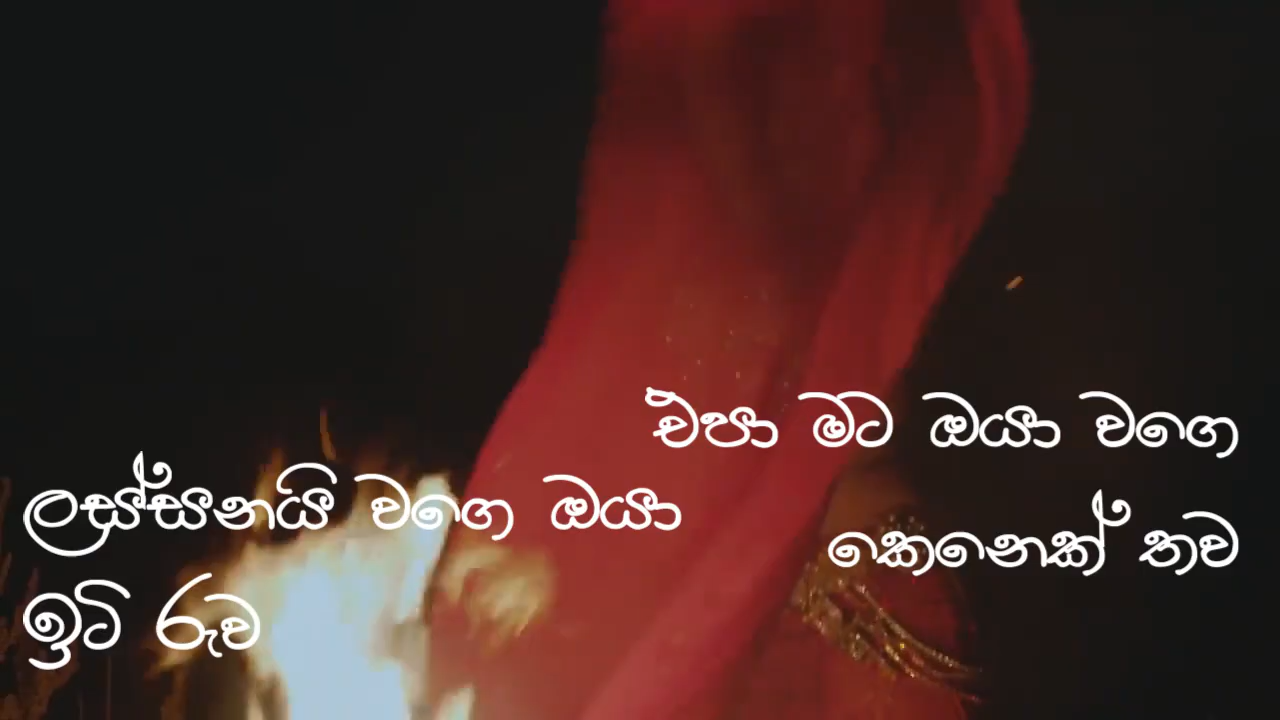 එපා මට ඔයා වගෙ
කෙනෙක් තව
ලස්සනයි වගෙ ඔයා
ඉටි රුව